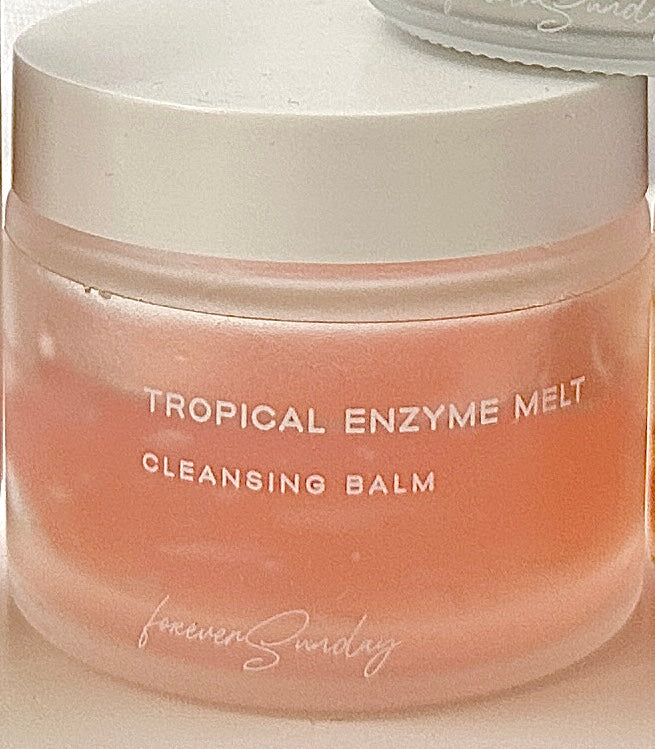 TROPICAL ENZYME MELT
CLEANSING BALM
foreverSunday